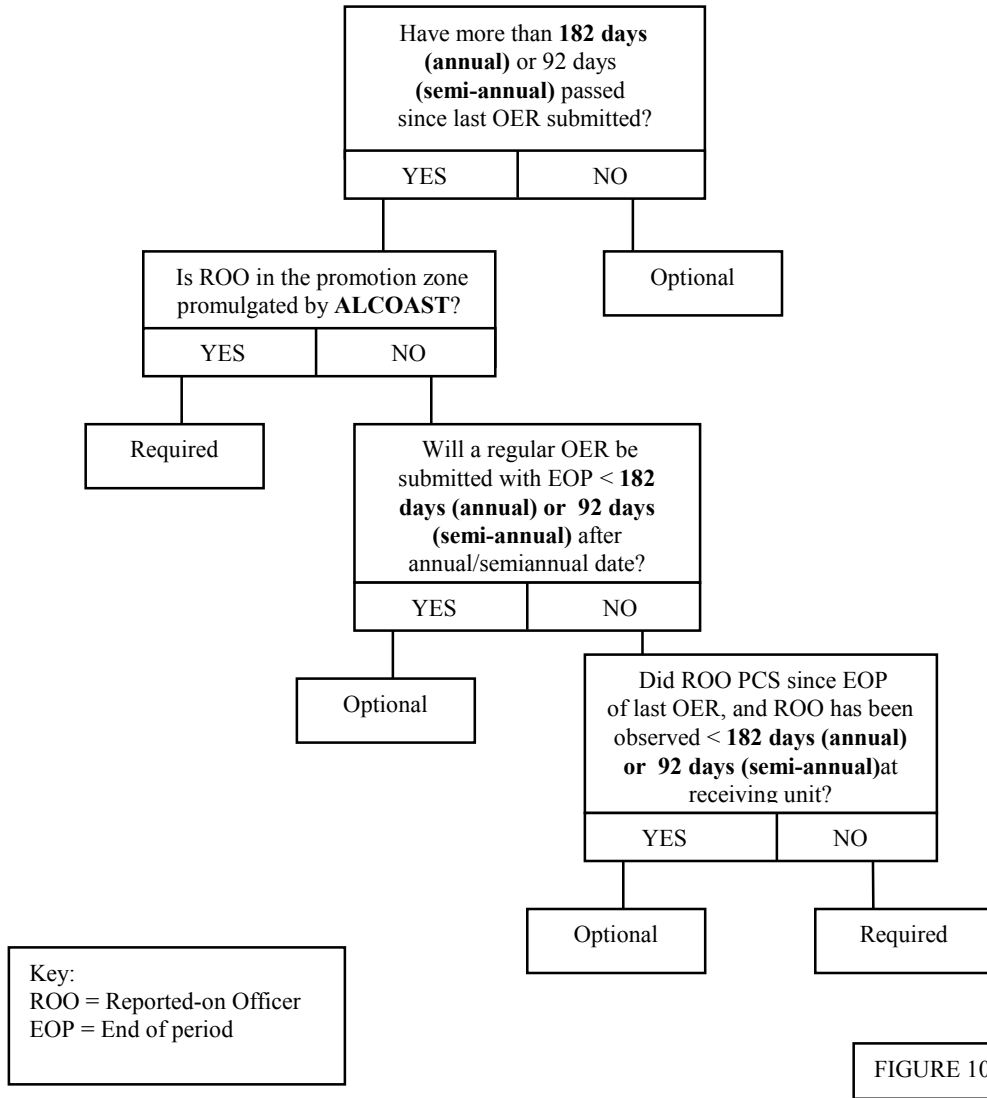 Have more than 182 days
(annual) or 92 days
(semi-annual) passed
since last OER submitted?
YES NO
Is ROO in the promotion zone
promulgated by ALCOAST?
Optional
YES NO
Required
Will a regular OER be
submitted with EOP < 182
days (annual) or 92 days
(semi-annual) after
annual/semiannual date?
YES NO
Optional
Did ROO PCS since EOP
of last OER, and ROO has been
observed < 182 days (annual)
or 92 days (semi-annual)at
receiving unit?
YES NO
Optional
Required
Key:
ROO = Reported-on Officer
EOP = End of period
FIGURE 10